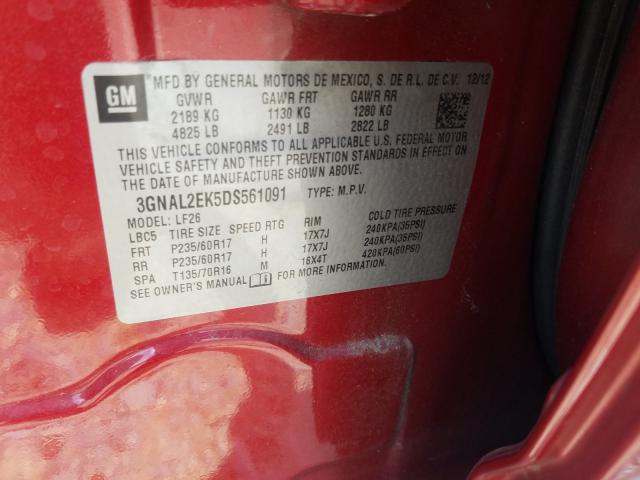 GM
MFD BY GENERAL MOTORS DE MEXICO, S. DE R.L. DE C.V. 12/12
GVWR GAWR FRT GAWR RR
2189 KG 1130 KG 1280 KG
4825 LB 2491 LB 2822 LB
THIS VEHICLE CONFORMS TO ALL APPLICABLE U.S. FEDERAL MOTOR
VEHICLE SAFETY AND THEFT PREVENTION STANDARDS IN EFFECT ON
THE DATE OF MANUFACTURE SHOWN ABOVE.
3GNAL2EK5DS561091 TYPE: M.P.V.
MODEL: LF26
LBC5 TIRE SIZE SPEED RTG RIM COLD TIRE PRESSURE
FRT P235/60R17 H 17X7J 240KPA(35PSI)
RR P235/60R17 H 17X7J 240KPA(35PSI)
SPA T135/70R16 M 16X4T 420KPA(60PSI)
SEE OWNER'S MANUAL FOR MORE INFORMATION.